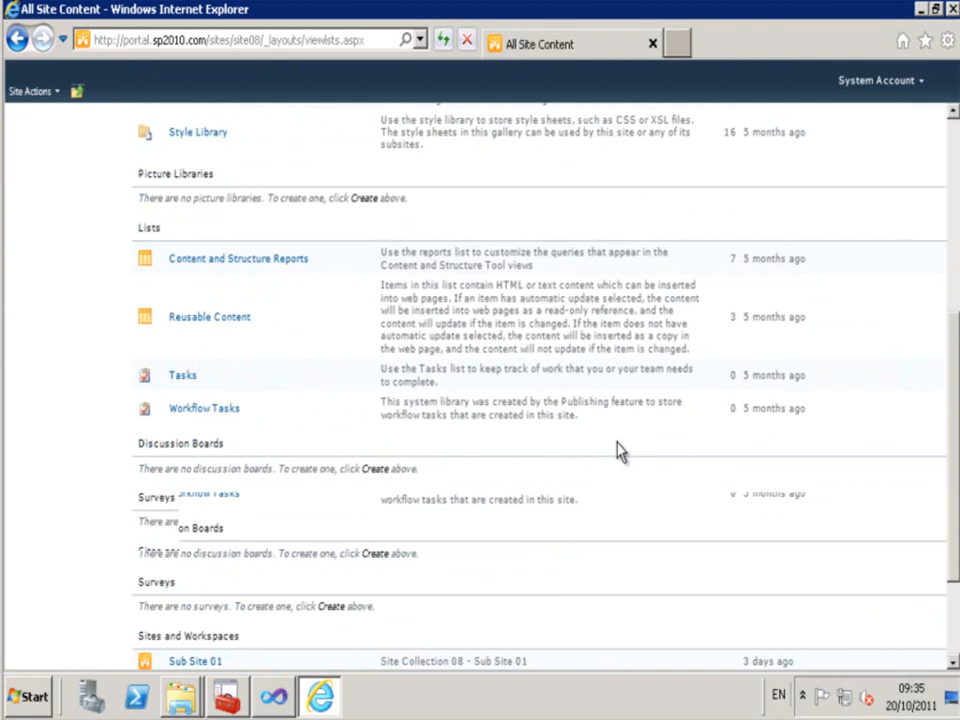 All Site Content - Windows Internet Explorer
http://portal.sp2010.com/sites/site08/_layouts/viewlsts.aspx
All Site Content
System Account
Site Actions
Style Library
Use the style library to store style sheets, such as CSS or XSL files.
The style sheets in this gallery can be used by this site or any of its
subsites.
16 5 months ago
Picture Libraries
There are no picture libraries. To create one, click Create above.
Lists
Content and Structure Reports
Use the reports list to customize the queries that appear in the
Content and Structure Tool views
7 5 months ago
Reusable Content
Items in this list contain HTML or text content which can be inserted
into web pages. If an item has automatic update selected, the content
will be inserted into web pages as a read-only reference, and the
content will update if the item is changed. If the item does not have
automatic update selected, the content will be inserted as a copy in
the web page, and the content will not update if the item is changed.
3 5 months ago
Tasks
Use the Tasks list to keep track of work that you or your team needs
to complete.
0 5 months ago
Workflow Tasks
This system library was created by the Publishing feature to store
workflow tasks that are created in this site.
0 5 months ago
Discussion Boards
There are no discussion boards. To create one, click Create above.
Surveys
workflow tasks that are created in this site.
0 5 months ago
There are
on Boards
no discussion boards. To create one, click Create above.
Surveys
There are no surveys. To create one, click Create above.
Sites and Workspaces
Sub Site 01
Site Collection 08 - Sub Site 01
3 days ago
Start
EN
09:35
20/10/2011